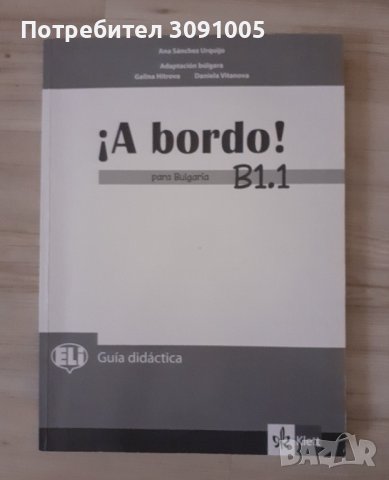 Потребител 3091005
Ana Sánchez Urquijo
Adaptación búlgara
Galina Hitrova Daniela Vitanova
¡A bordo!
para Bulgaria B1.1
ELi Guía didáctica
Klett
BAZAR